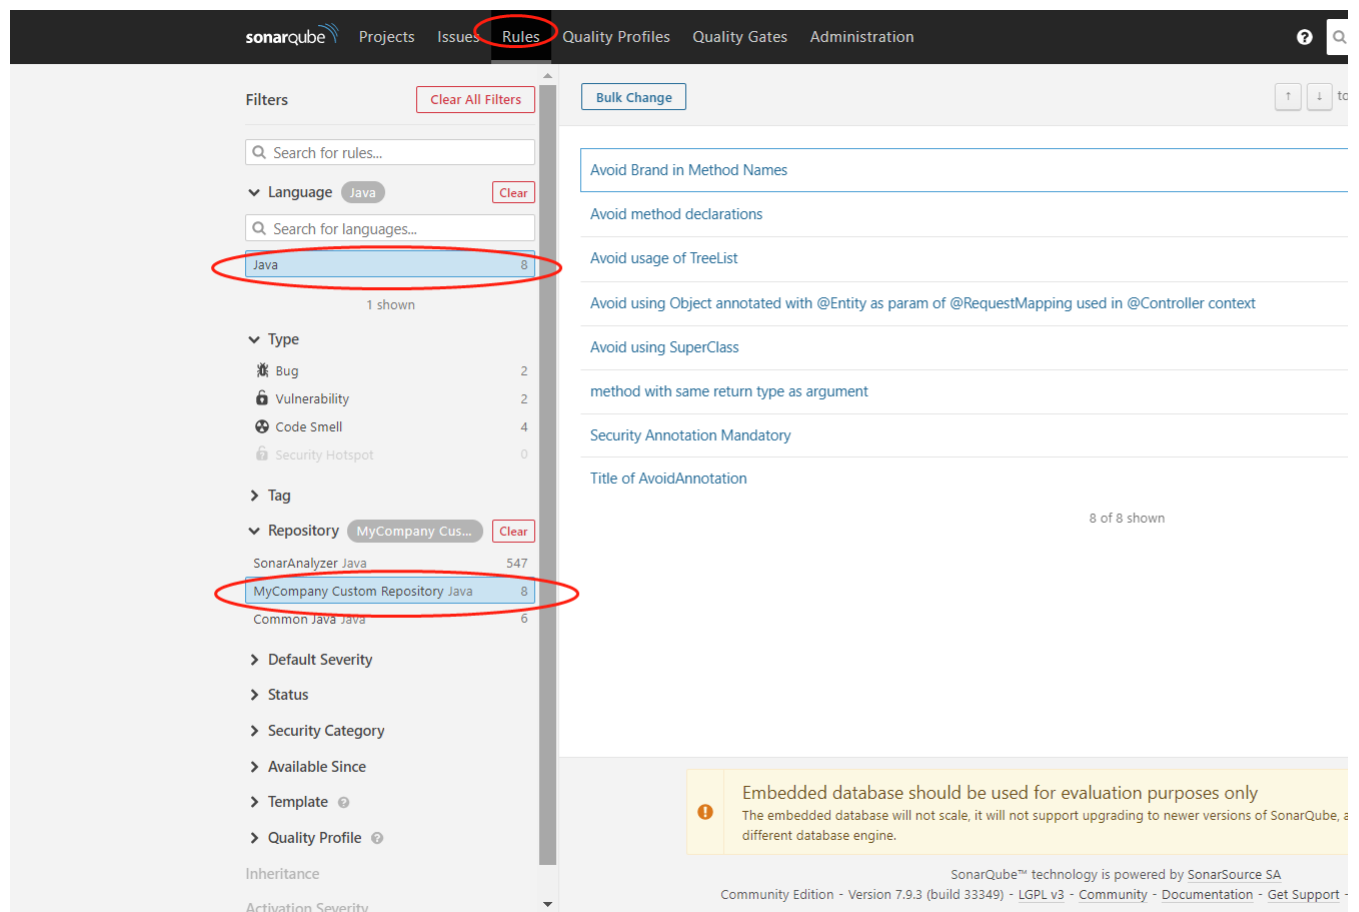 sonarqube Projects Issues Rules Quality Profiles Quality Gates Administration
Filters Clear All Filters
Search for rules...
Language Java Clear
Search for languages...
Java 8
1 shown
Type
Bug 2
Vulnerability 2
Code Smell 4
Security Hotspot 0
Tag
Repository MyCompany Cus... Clear
SonarAnalyzer Java 547
MyCompany Custom Repository Java 8
Common Java Java 6
Default Severity
Status
Security Category
Available Since
Template
Quality Profile
Inheritance
Activation Severity
Bulk Change ↑ ↓ to
Avoid Brand in Method Names
Avoid method declarations
Avoid usage of TreeList
Avoid using Object annotated with @Entity as param of @RequestMapping used in @Controller context
Avoid using SuperClass
method with same return type as argument
Security Annotation Mandatory
Title of AvoidAnnotation
8 of 8 shown
Embedded database should be used for evaluation purposes only
The embedded database will not scale, it will not support upgrading to newer versions of SonarQube, a
different database engine.
SonarQube™ technology is powered by SonarSource SA
Community Edition - Version 7.9.3 (build 33349) - LGPL v3 - Community - Documentation - Get Support -